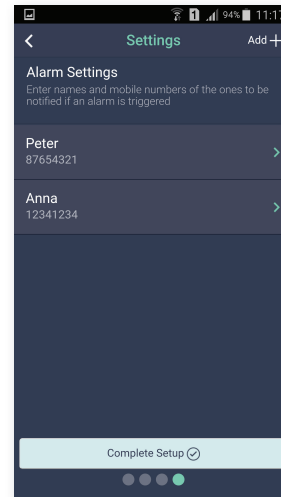 1 94% 11:17
Settings Add +
Alarm Settings
Enter names and mobile numbers of the ones to be
notified if an alarm is triggered
Peter
87654321
Anna
12341234
Complete Setup